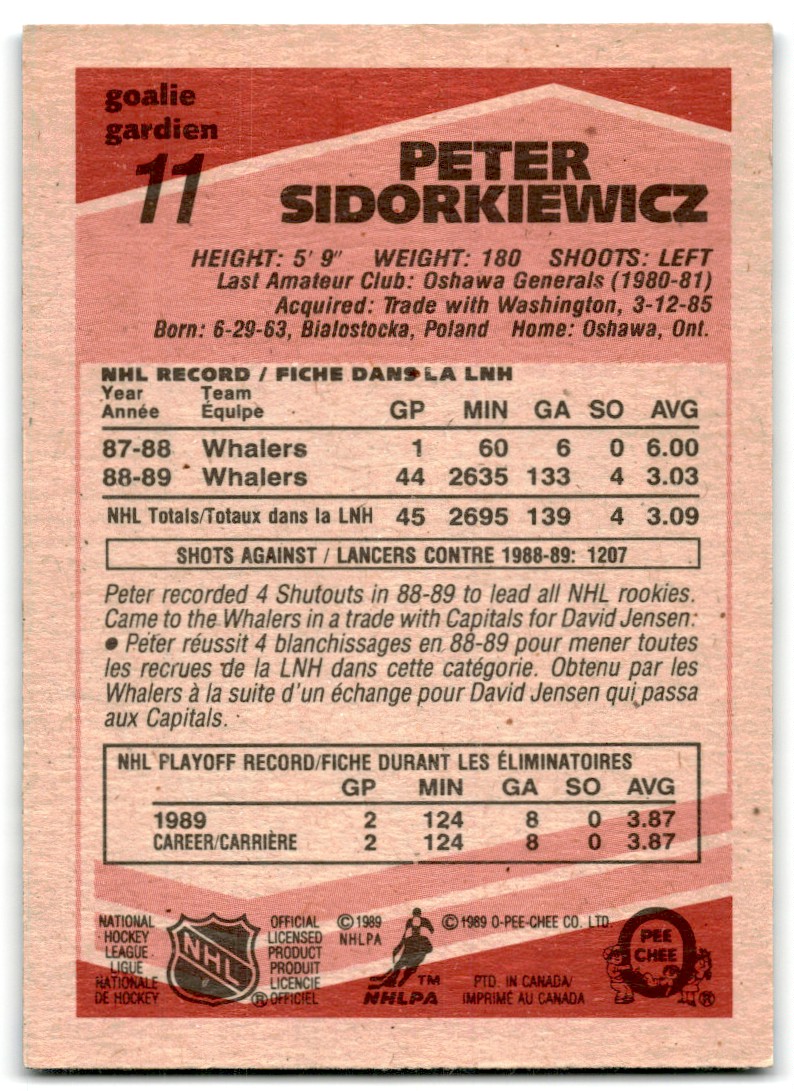 goalie
gardien
11
PETER
SIDORKIEWICZ
HEIGHT: 5' 9" WEIGHT: 180 SHOOTS: LEFT
Last Amateur Club: Oshawa Generals (1980-81)
Acquired: Trade with Washington, 3-12-85
Born: 6-29-63, Bialostocka, Poland Home: Oshawa, Ont.
NHL RECORD / FICHE DANS LA LNH
Year Team
Année Équipe GP MIN GA SO AVG
87-88 Whalers 1 60 6 0 6.00
88-89 Whalers 44 2635 133 4 3.03
NHL Totals/Totaux dans la LNH 45 2695 139 4 3.09
SHOTS AGAINST / LANCERS CONTRE 1988-89: 1207
Peter recorded 4 Shutouts in 88-89 to lead all NHL rookies.
Came to the Whalers in a trade with Capitals for David Jensen.
● Peter réussit 4 blanchissages en 88-89 pour mener toutes
les recrues de la LNH dans cette catégorie. Obtenu par les
Whalers à la suite d'un échange pour David Jensen qui passa
aux Capitals.
NHL PLAYOFF RECORD/FICHE DURANT LES ÉLIMINATOIRES
GP MIN GA SO AVG
1989 2 124 8 0 3.87
CAREER/CARRIÈRE 2 124 8 0 3.87
NATIONAL
HOCKEY
LEAGUE
LIGUE
NATIONALE
DE HOCKEY
NHL
®
OFFICIAL
LICENSED
PRODUCT
PRODUIT
LICENCIE
OFFICIEL
© 1989
NHLPA
TM
NHLPA
© 1989 O-PEE-CHEE CO. LTD.
PTD. IN CANADA/
IMPRIMÉ AU CANADA
O
PEE
CHEE
®